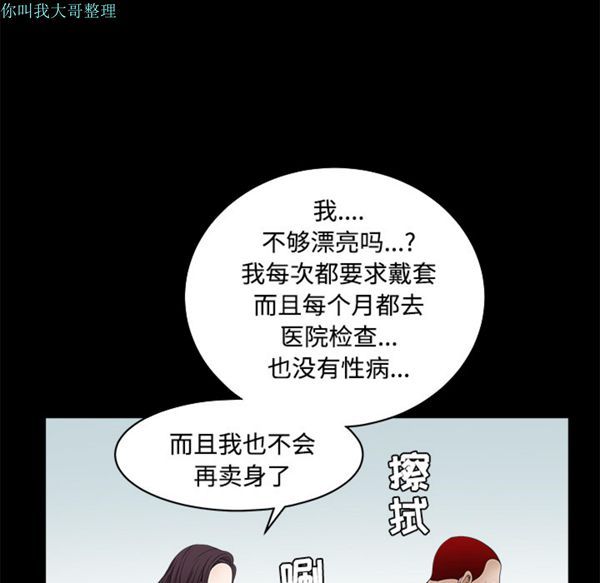 你叫我大哥整理
我....
不够漂亮吗...?
我每次都要求戴套
而且每个月都去
医院检查...
也没有性病...
而且我也不会
再卖身了
擦
拭
唰